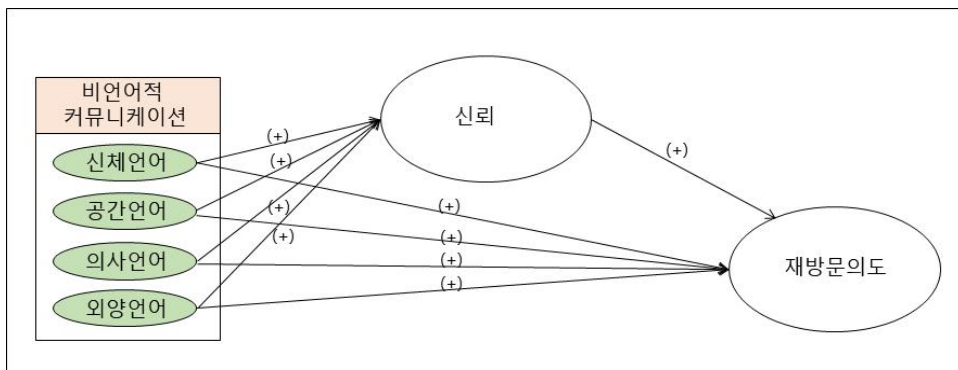 비언어적
커뮤니케이션
신체언어
공간언어
의사언어
외양언어
신뢰
재방문의도
(+)
(+)
(+)
(+)
(+)
(+)
(+)
(+)
(+)